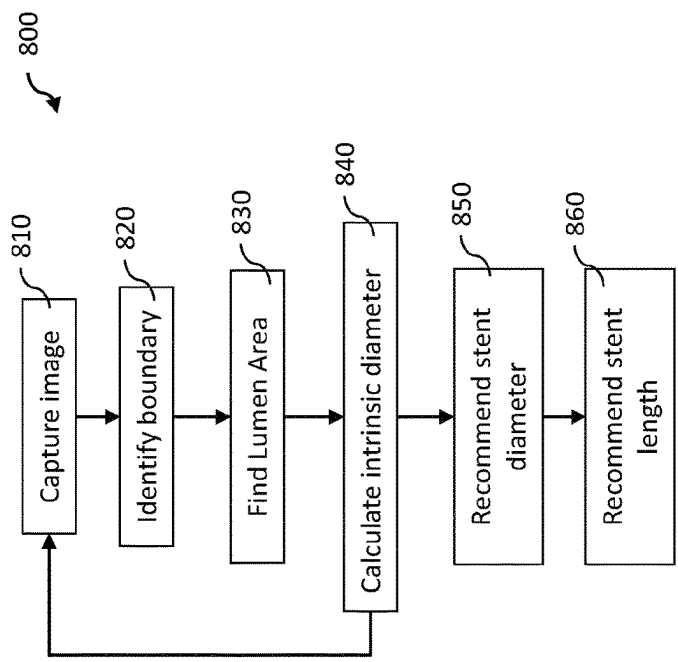 800
810
Capture image
820
Identify boundary
830
Find Lumen Area
840
Calculate intrinsic diameter
850
Recommend stent
diameter
860
Recommend stent
length